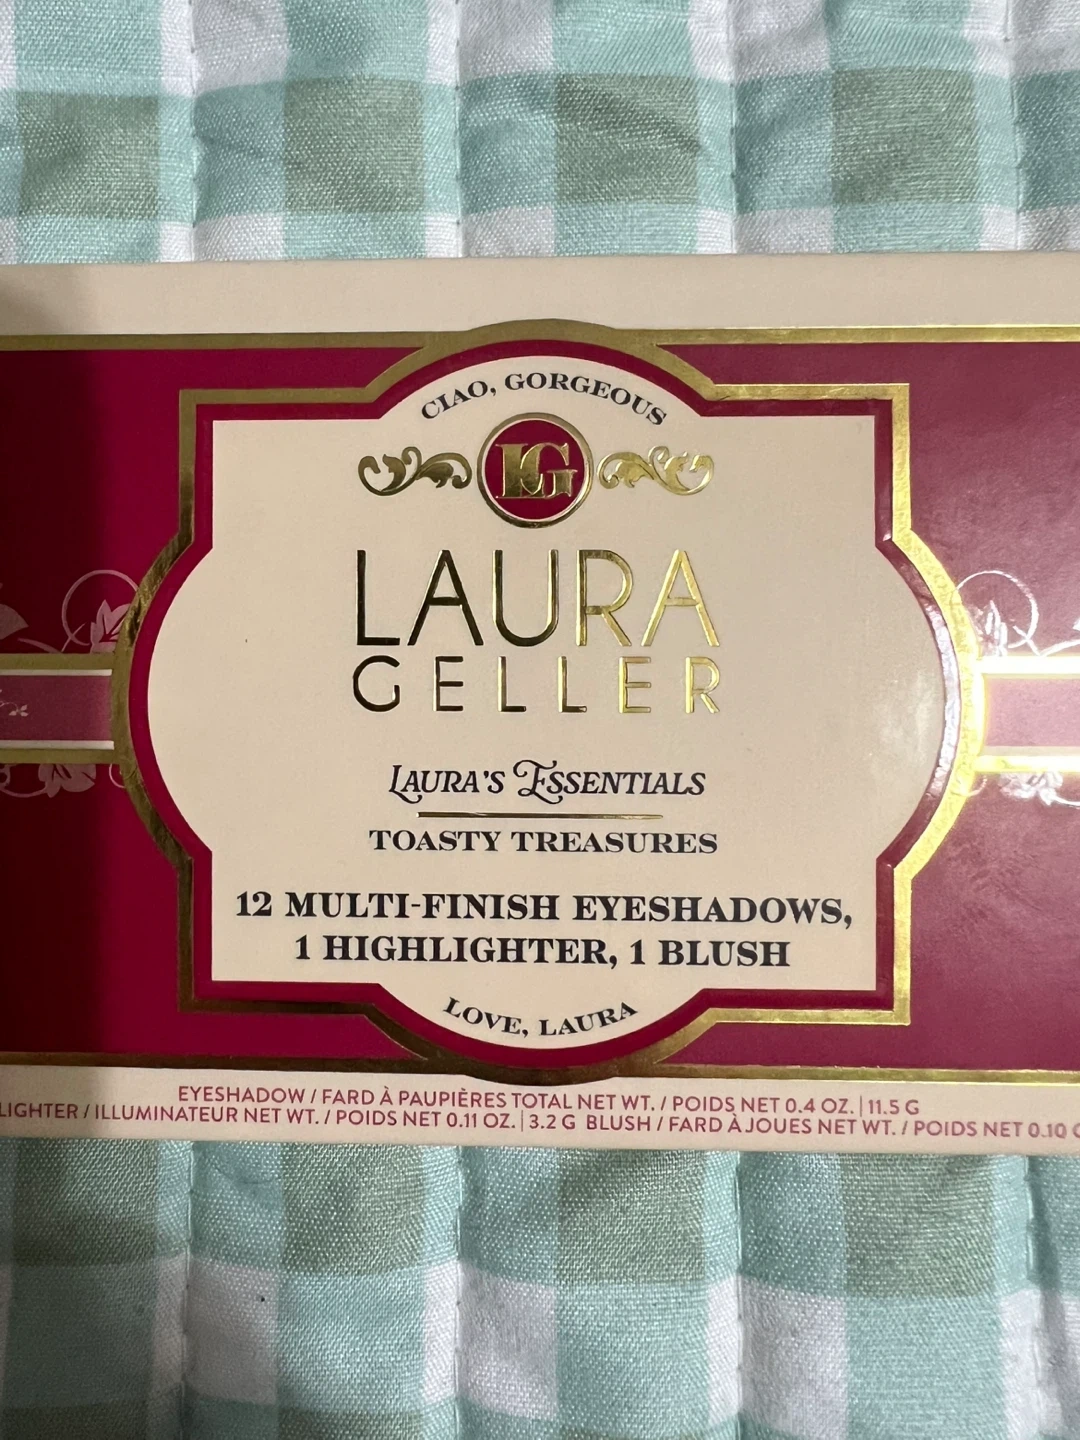 CIAO, GORGEOUS
LG
LAURA
GELLER
LAURA'S ESSENTIALS
TOASTY TREASURES
12 MULTI-FINISH EYESHADOWS,
1 HIGHLIGHTER, 1 BLUSH
LOVE, LAURA
EYESHADOW / FARD À PAUPIÈRES TOTAL NET WT. / POIDS NET 0.4 OZ. | 11.5 G
LIGHTER / ILLUMINATEUR NET WT. / POIDS NET 0.11 OZ. | 3.2 G BLUSH / FARD À JOUES NET WT. / POIDS NET 0.10